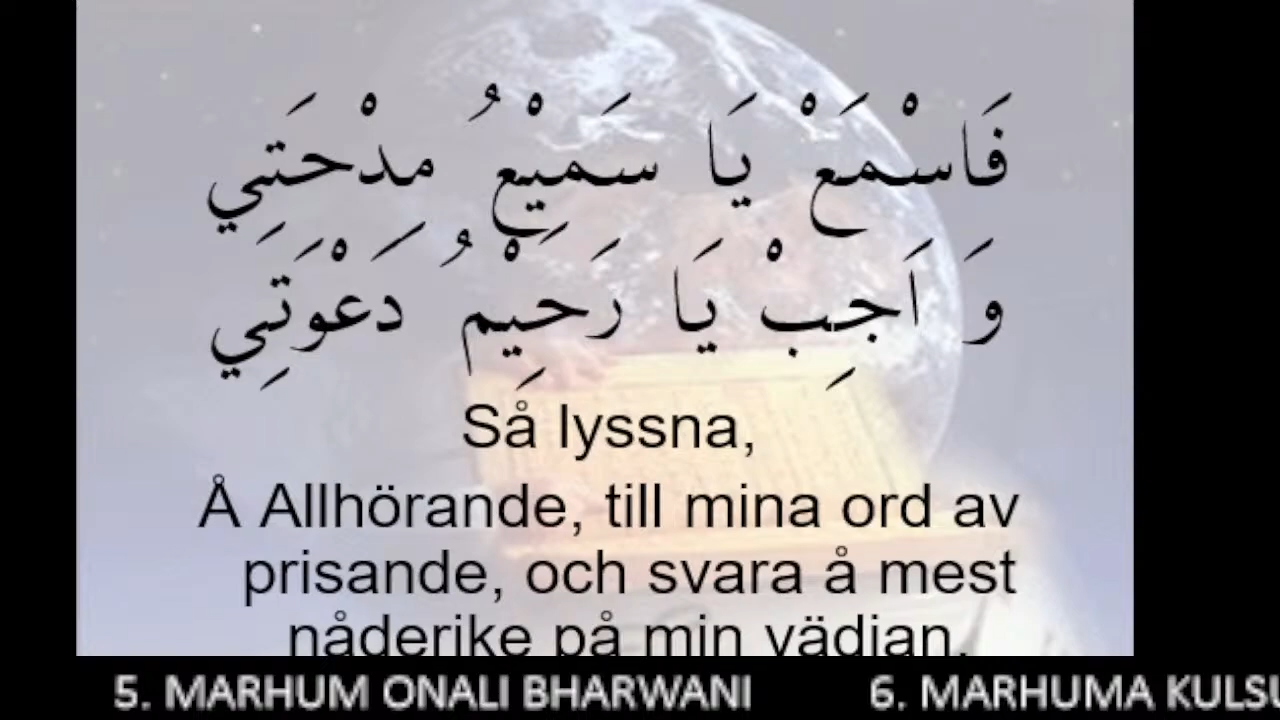 فَاسْمَعْ يَا سَمِيْعُ مِدْحَتِي
وَ اَجِبْ يَا رَحِيْمُ دَعْوَتِي
Så lyssna,
Å Allhörande, till mina ord av
prisande, och svara å mest
nåderike på min vädjan.
5. MARHUM ONALI BHARWANI 6. MARHUMA KULSU